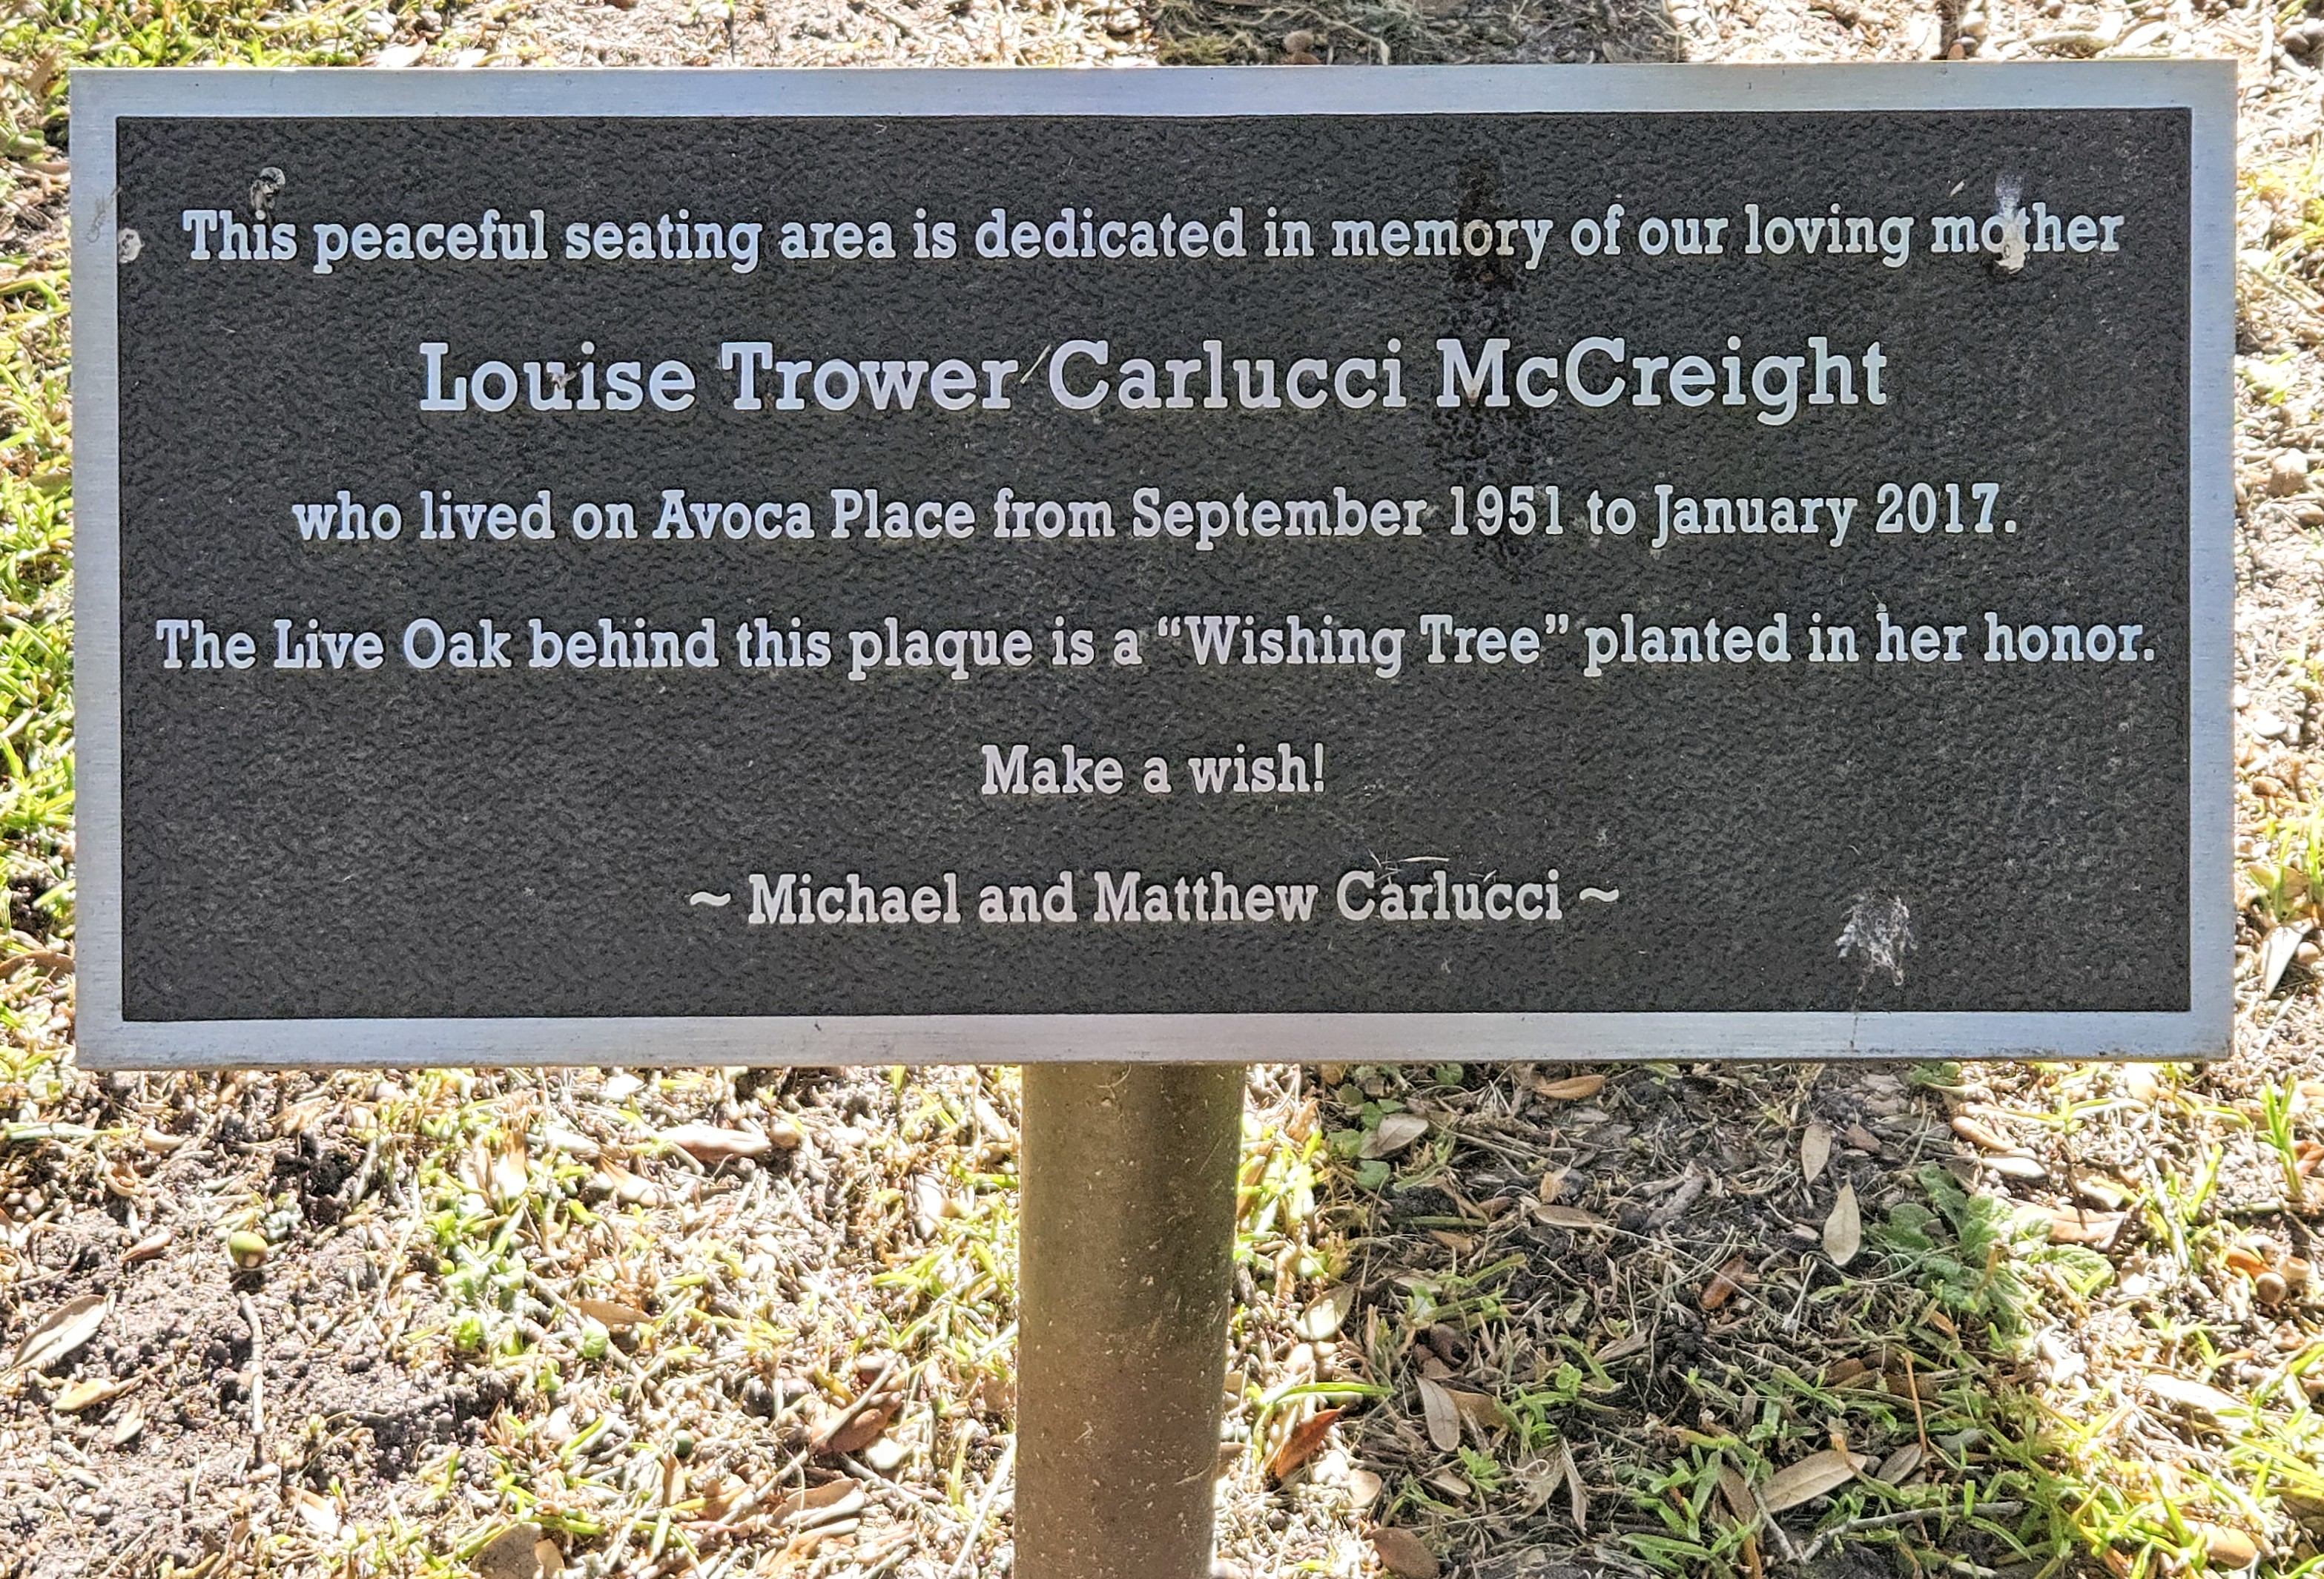 This peaceful seating area is dedicated in memory of our loving mother
Louise Trower Carlucci McCreight
who lived on Avoca Place from September 1951 to January 2017.
The Live Oak behind this plaque is a “Wishing Tree” planted in her honor.
Make a wish!
~ Michael and Matthew Carlucci ~